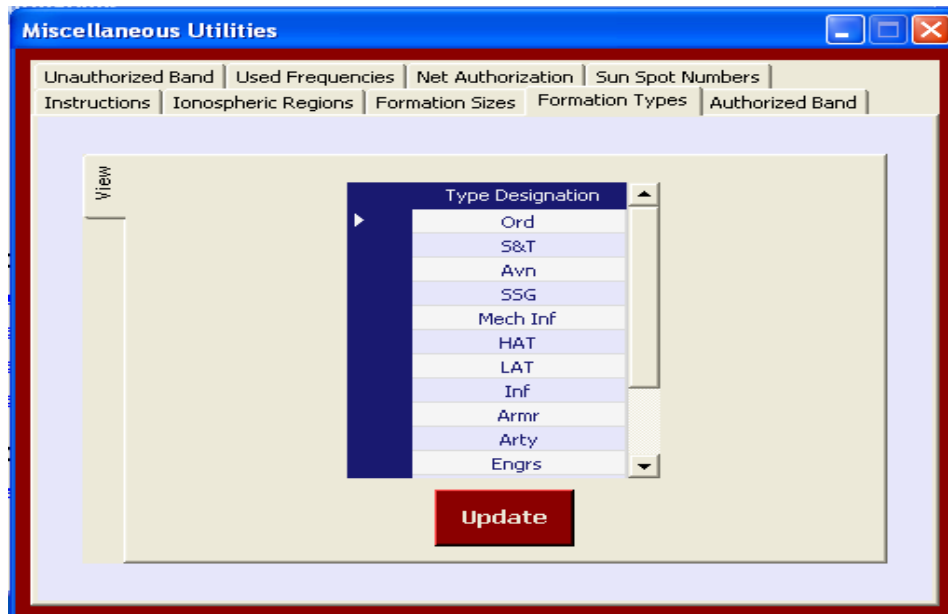 Miscellaneous Utilities
Unauthorized Band Used Frequencies Net Authorization Sun Spot Numbers
Instructions Ionospheric Regions Formation Sizes Formation Types Authorized Band
View
Type Designation
Ord
S&T
Avn
SSG
Mech Inf
HAT
LAT
Inf
Armr
Arty
Engrs
Update